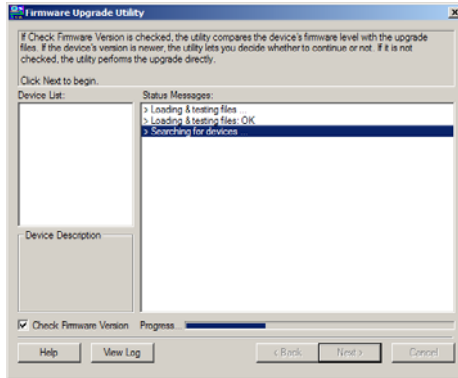 Firmware Upgrade Utility
If Check Firmware Version is checked, the utility compares the device's firmware level with the upgrade
files. If the device's version is newer, the utility lets you decide whether to continue or not. If it is not
checked, the utility performs the upgrade directly.
Click Next to begin.
Device List:
Status Messages:
> Loading & testing files ...
> Loading & testing files: OK
> Searching for devices ...
Device Description
Check Firmware Version
Progress...
Help
View Log
< Back
Next >
Cancel